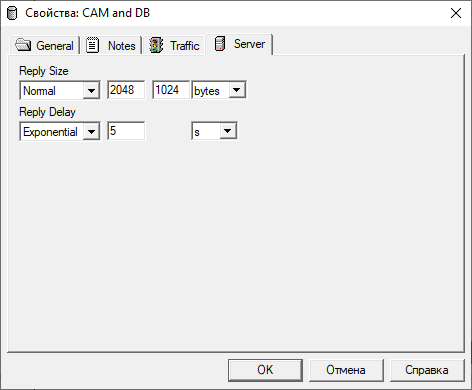 Свойства: CAM and DB
General Notes Traffic Server
Reply Size
Normal 2048 1024 bytes
Reply Delay
Exponential 5 s
OK Отмена Справка